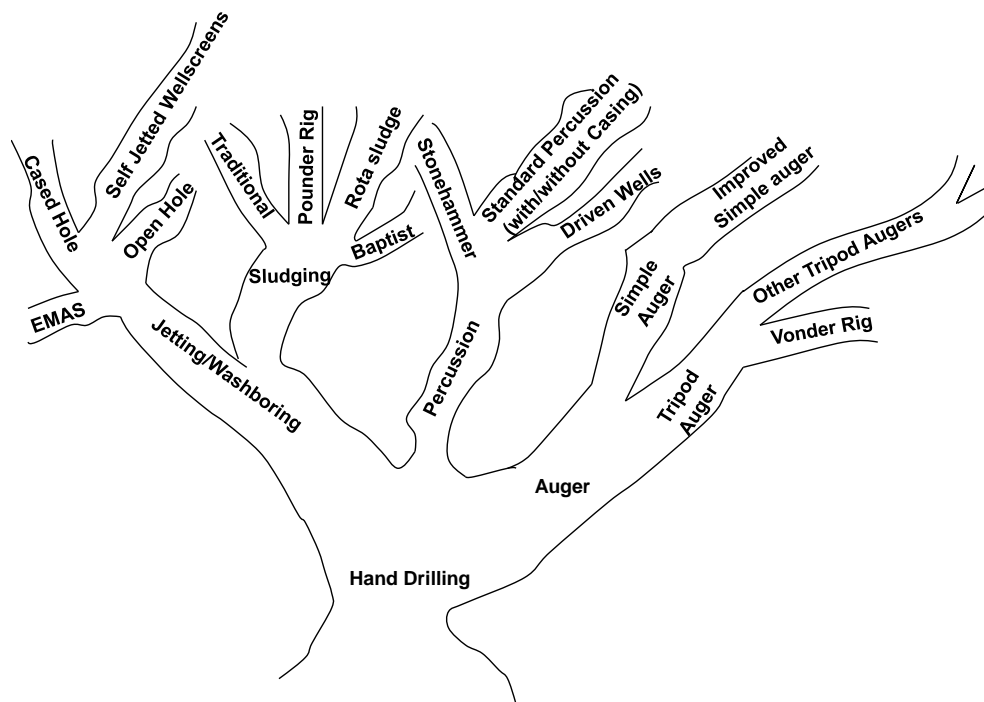 Self Jetted Wellscreens
Cased Hole
Open Hole
EMAS
Jetting/Washboring
Traditional
Pounder Rig
Rota sludge
Baptist
Sludging
Stonehammer
Standard Percussion
(with/without Casing)
Driven Wells
Percussion
Improved
Simple auger
Simple
Auger
Other Tripod Augers
Vonder Rig
Tripod
Auger
Auger
Hand Drilling